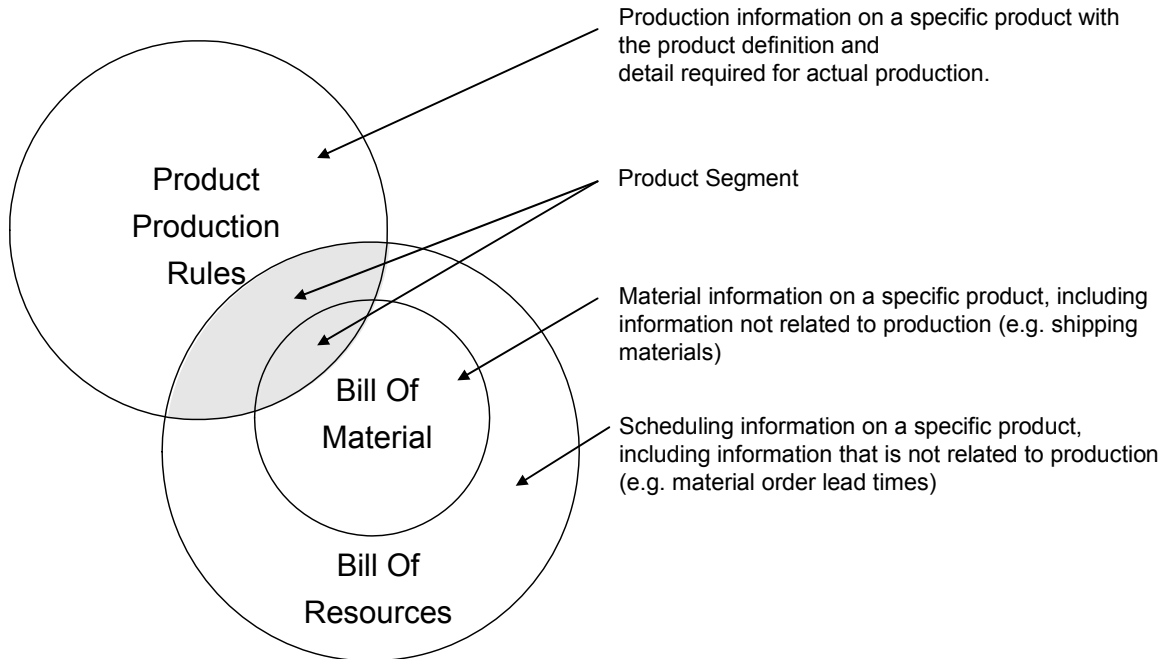 Production information on a specific product with
the product definition and
detail required for actual production.
Product
Production
Rules
Product Segment
Material information on a specific product, including
information not related to production (e.g. shipping
materials)
Bill Of
Material
Scheduling information on a specific product,
including information that is not related to production
(e.g. material order lead times)
Bill Of
Resources